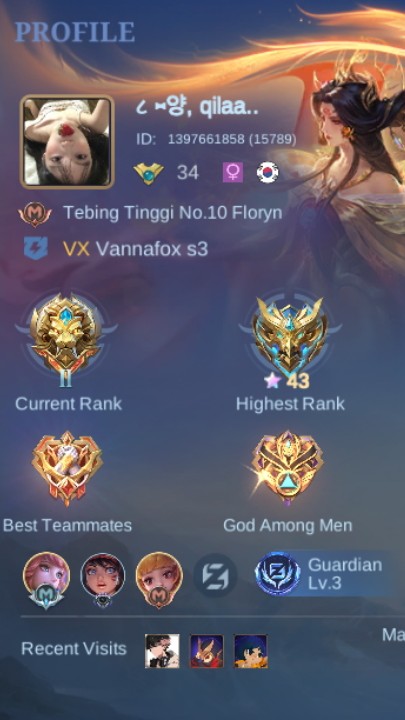 PROFILE
૮ ⑅양, qilaa..
ID: 1397661858 (15789)
34
Tebing Tinggi No.10 Floryn
VX Vannafox s3
II
43
Current Rank
Highest Rank
Best Teammates
God Among Men
Guardian
Lv.3
Ma
Recent Visits